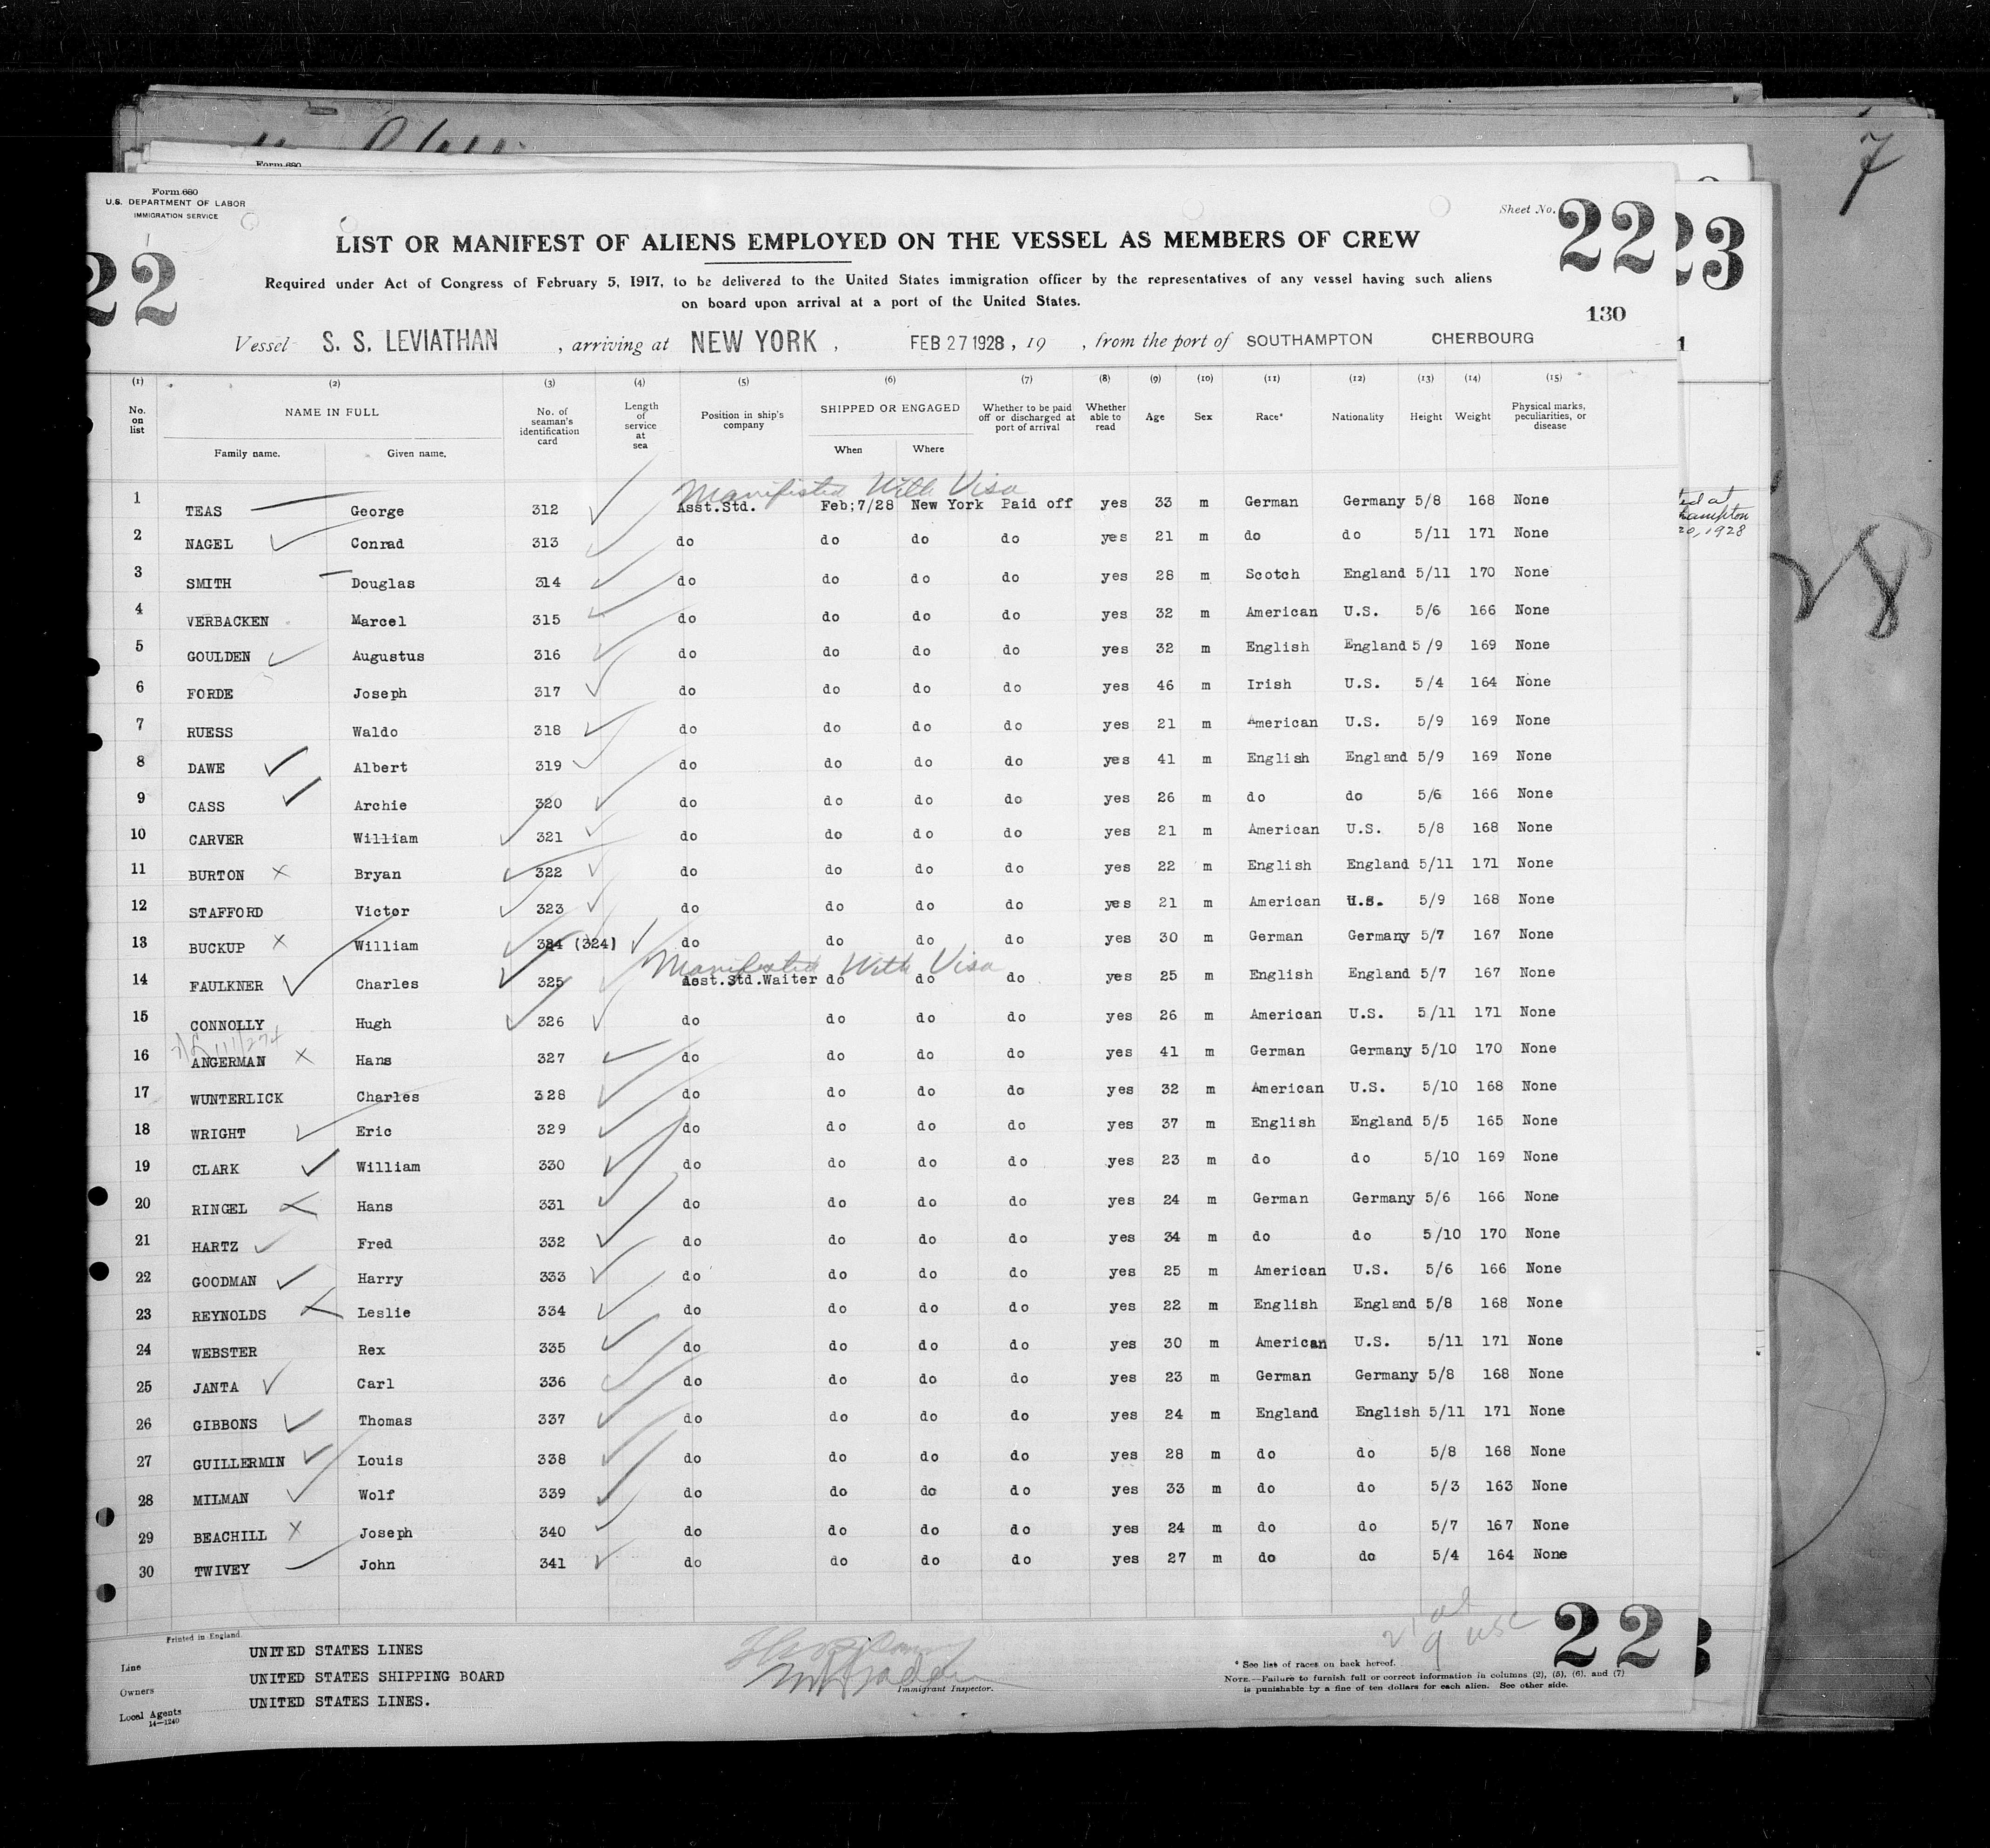 7
Form 680
Form 680
U.S. DEPARTMENT OF LABOR
IMMIGRATION SERVICE
Sheet No. 22
23
22
LIST OR MANIFEST OF ALIENS EMPLOYED ON THE VESSEL AS MEMBERS OF CREW
Required under Act of Congress of February 5, 1917, to be delivered to the United States immigration officer by the representatives of any vessel having such aliens
on board upon arrival at a port of the United States.
130
Vessel S. S. LEVIATHAN , arriving at NEW YORK , FEB 27 1928 , 19 , from the port of SOUTHAMPTON CHERBOURG
(1) (2) (3) (4) (5) (6) (7) (8) (9) (10) (11) (12) (13) (14) (15)
No. on list NAME IN FULL No. of seaman's identification card Length of service at sea Position in ship's company SHIPPED OR ENGAGED Whether to be paid off or discharged at port of arrival Whether able to read Age Sex Race* Nationality Height Weight Physical marks, peculiarities, or disease
Family name. Given name. When Where
Manifested With Visa
1 TEAS George 312 Asst.Std. Feb;7/28 New York Paid off yes 33 m German Germany 5/8 168 None
2 NAGEL Conrad 313 do do do do yes 21 m do do 5/11 171 None
3 SMITH Douglas 314 do do do do yes 28 m Scotch England 5/11 170 None
4 VERBACKEN Marcel 315 do do do do yes 32 m American U.S. 5/6 166 None
5 GOULDEN Augustus 316 do do do do yes 32 m English England 5/9 169 None
6 FORDE Joseph 317 do do do do yes 46 m Irish U.S. 5/4 164 None
7 RUESS Waldo 318 do do do do yes 21 m American U.S. 5/9 169 None
8 DAWE Albert 319 do do do do yes 41 m English England 5/9 169 None
9 CASS Archie 320 do do do do yes 26 m do do 5/6 166 None
10 CARVER William 321 do do do do yes 21 m American U.S. 5/8 168 None
11 BURTON Bryan 322 do do do do yes 22 m English England 5/11 171 None
12 STAFFORD Victor 323 do do do do yes 21 m American U.S. 5/9 168 None
13 BUCKUP William 324 (324) do do do do yes 30 m German Germany 5/7 167 None
Manifested With Visa
14 FAULKNER Charles 325 Asst.Std.Waiter do do do yes 25 m English England 5/7 167 None
15 CONNOLLY Hugh 326 do do do do yes 26 m American U.S. 5/11 171 None
16 ANGERMAN Hans 327 do do do do yes 41 m German Germany 5/10 170 None
17 WUNTERLICK Charles 328 do do do do yes 32 m American U.S. 5/10 168 None
18 WRIGHT Eric 329 do do do do yes 37 m English England 5/5 165 None
19 CLARK William 330 do do do do yes 23 m do do 5/10 169 None
20 RINGEL Hans 331 do do do do yes 24 m German Germany 5/6 166 None
21 HARTZ Fred 332 do do do do yes 34 m do do 5/10 170 None
22 GOODMAN Harry 333 do do do do yes 25 m American U.S. 5/6 166 None
23 REYNOLDS Leslie 334 do do do do yes 22 m English England 5/8 168 None
24 WEBSTER Rex 335 do do do do yes 30 m American U.S. 5/11 171 None
25 JANTA Carl 336 do do do do yes 23 m German Germany 5/8 168 None
26 GIBBONS Thomas 337 do do do do yes 24 m England English 5/11 171 None
27 GUILLERMIN Louis 338 do do do do yes 28 m do do 5/8 168 None
28 MILMAN Wolf 339 do do do do yes 33 m do do 5/3 163 None
29 BEACHILL Joseph 340 do do do do yes 24 m do do 5/7 167 None
30 TWIVEY John 341 do do do do yes 27 m do do 5/4 164 None
20, 1928
28
Printed in England
Line UNITED STATES LINES
Owners UNITED STATES SHIPPING BOARD
Local Agents UNITED STATES LINES.
14—1240
Immigrant Inspector.
9 USC
22
* See list of races on back hereof.
NOTE.—Failure to furnish full or correct information in columns (2), (5), (6), and (7)
is punishable by a fine of ten dollars for each alien. See other side.